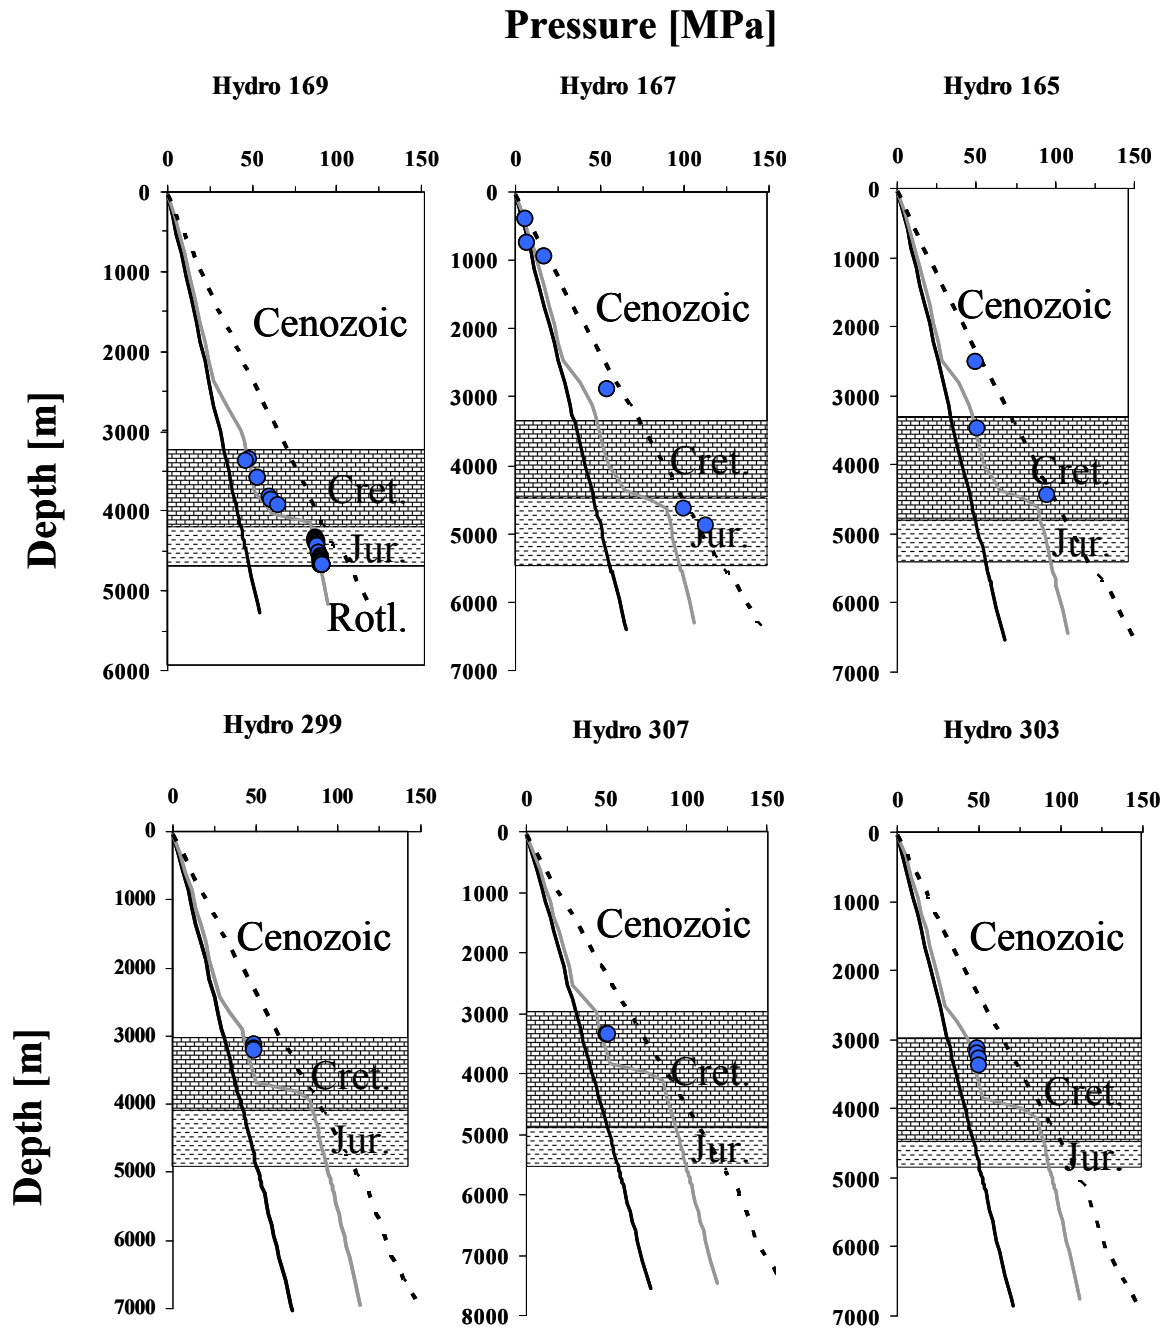 Pressure [MPa]
Hydro 169
Hydro 167
Hydro 165
0 50 100 150
0 50 100 150
0 50 100 150
Depth [m]
0
1000
2000
3000
4000
5000
6000
Cenozoic
Cret.
Jur.
Rotl.
0
1000
2000
3000
4000
5000
6000
7000
Cenozoic
Cret.
Jur.
0
1000
2000
3000
4000
5000
6000
7000
Cenozoic
Cret.
Jur.
Hydro 299
Hydro 307
Hydro 303
0 50 100 150
0 50 100 150
0 50 100 150
Depth [m]
0
1000
2000
3000
4000
5000
6000
7000
Cenozoic
Cret.
Jur.
0
1000
2000
3000
4000
5000
6000
7000
8000
Cenozoic
Cret.
Jur.
0
1000
2000
3000
4000
5000
6000
7000
Cenozoic
Cret.
Jur.